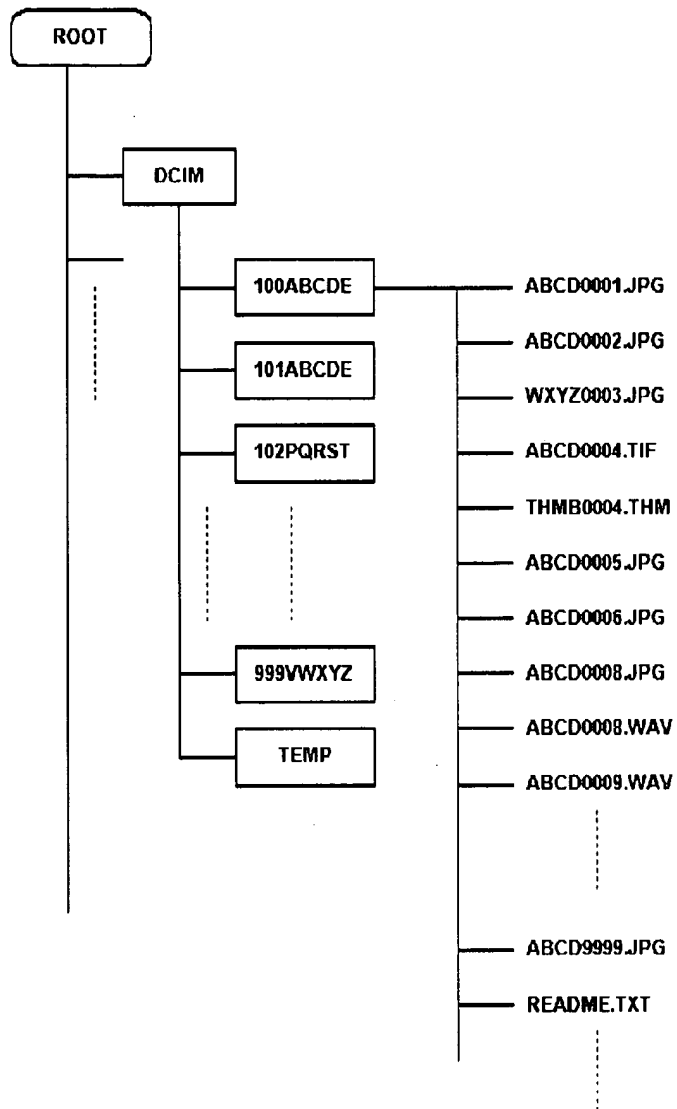 ROOT
DCIM
100ABCDE
101ABCDE
102PQRST
999VWXYZ
TEMP
ABCD0001.JPG
ABCD0002.JPG
WXYZ0003.JPG
ABCD0004.TIF
THMB0004.THM
ABCD0005.JPG
ABCD0006.JPG
ABCD0008.JPG
ABCD0008.WAV
ABCD0009.WAV
ABCD9999.JPG
README.TXT